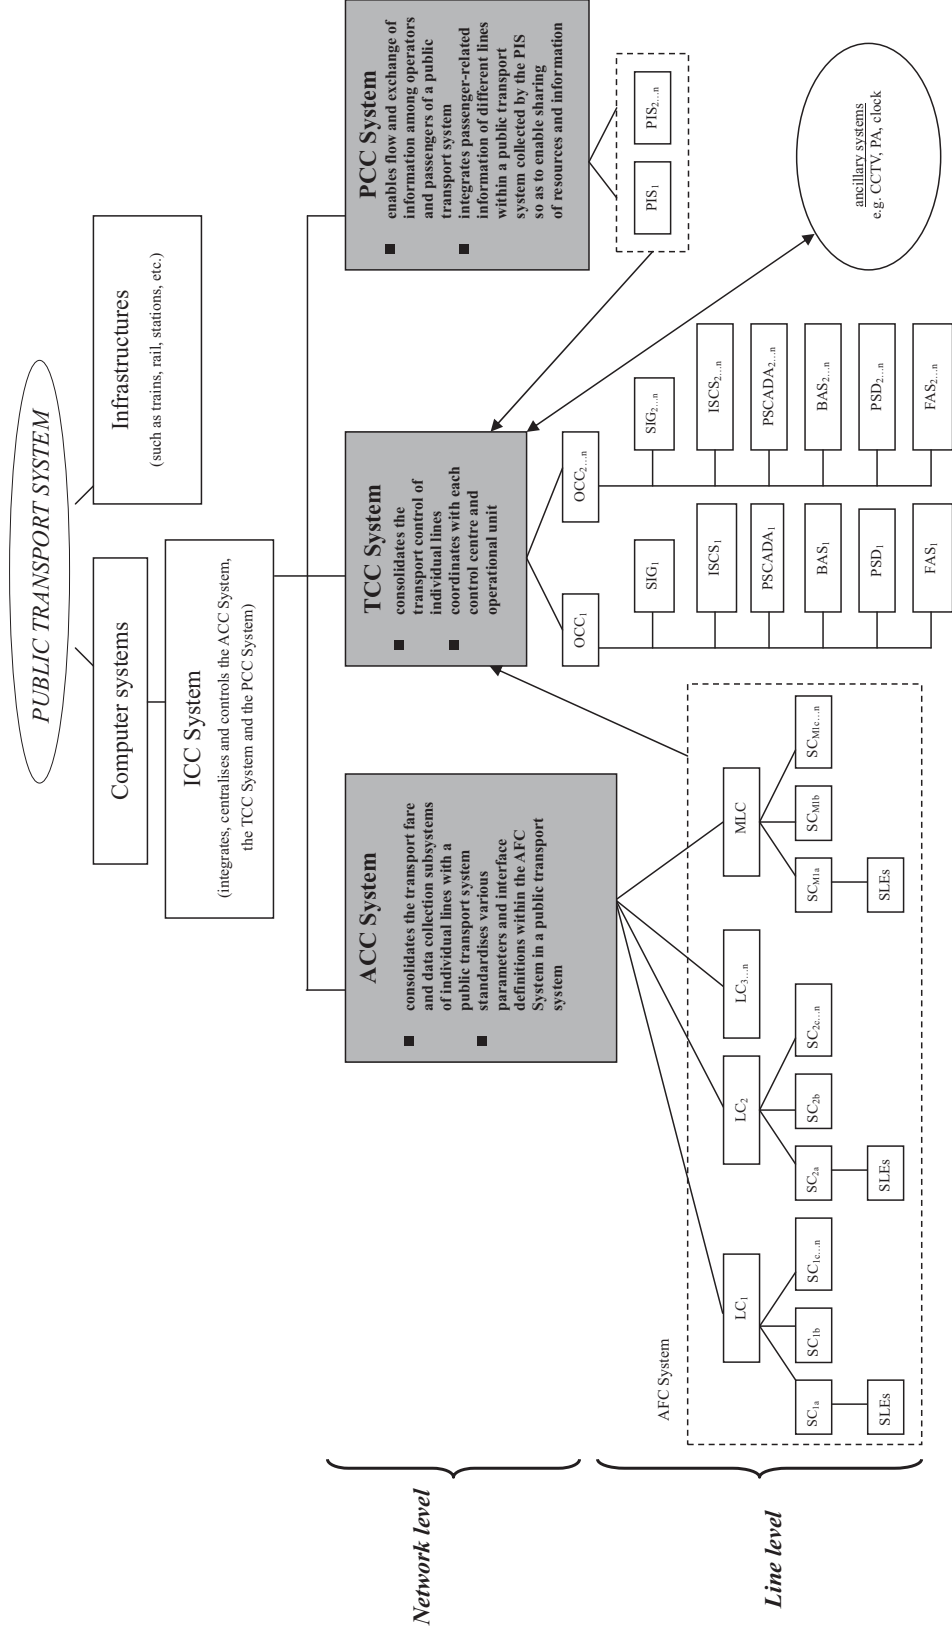 PUBLIC TRANSPORT SYSTEM
Computer systems
Infrastructures
(such as trains, rail, stations, etc.)
ICC System
(integrates, centralises and controls the ACC System,
the TCC System and the PCC System)
Network level
ACC System
■ consolidates the transport fare
and data collection subsystems
of individual lines with a
public transport system
■ standardises various
parameters and interface
definitions within the AFC
System in a public transport
system
TCC System
■ consolidates the
transport control of
individual lines
■ coordinates with each
control centre and
operational unit
PCC System
■ enables flow and exchange of
information among operators
and passengers of a public
transport system
■ integrates passenger-related
information of different lines
within a public transport
system collected by the PIS
so as to enable sharing
of resources and information
Line level
AFC System
LC1
LC2
LC3…n
MLC
SC1a
SC1b
SC1c…n
SC2a
SC2b
SC2c…n
SCM1a
SCM1b
SCM1c…n
SLEs
SLEs
SLEs
OCC1
OCC2…n
SIG1
SIG2…n
ISCS1
ISCS2…n
PSCADA1
PSCADA2…n
BAS1
BAS2…n
PSD1
PSD2…n
FAS1
FAS2…n
PIS1
PIS2…n
ancillary systems
e.g. CCTV, PA, clock